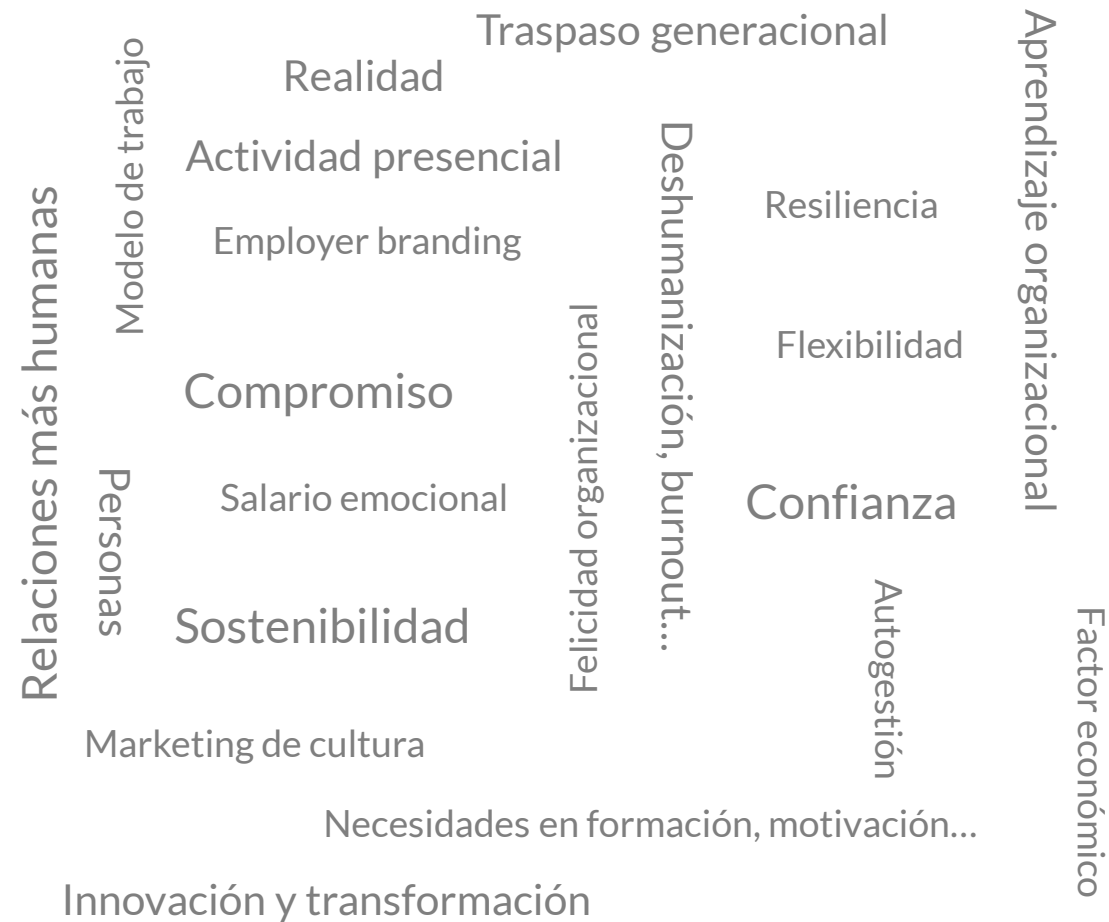 Traspaso generacional
Aprendizaje organizacional
Modelo de trabajo
Realidad
Deshumanización, burnout...
Actividad presencial
Relaciones más humanas
Resiliencia
Employer branding
Felicidad organizacional
Flexibilidad
Compromiso
Personas
Salario emocional
Confianza
Autogestión
Sostenibilidad
Factor económico
Marketing de cultura
Necesidades en formación, motivación...
Innovación y transformación